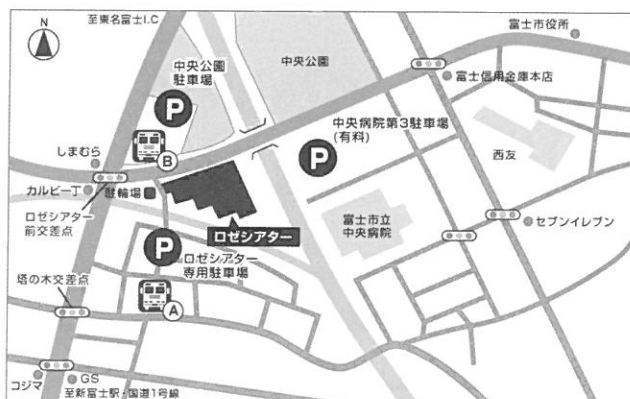 至東名富士I.C
富士市役所
N
中央公園
駐車場
中央公園
富士信用金庫本店
P
中央病院第3駐車場
(有料)
P
しまむら
B
西友
カルビー丁
駐輪場
ロゼシアター
前交差点
富士市立
中央病院
セブンイレブン
ロゼシアター
P
ロゼシアター
専用駐車場
塔の木交差点
A
コジマ
GS
至新富士駅・国道1号線